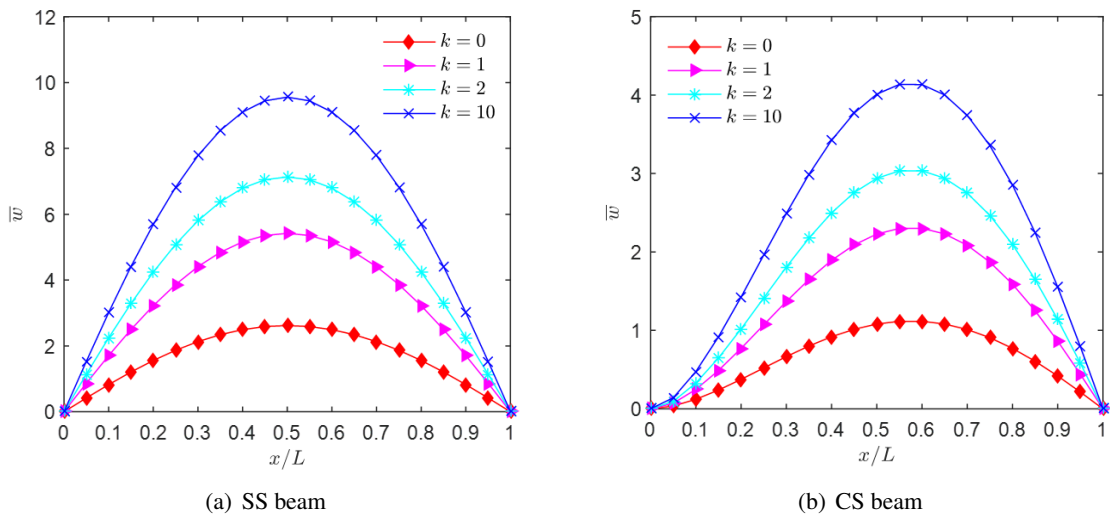 12
10
8
6
4
2
0
w̅
k = 0
k = 1
k = 2
k = 10
0 0.1 0.2 0.3 0.4 0.5 0.6 0.7 0.8 0.9 1
x/L
(a) SS beam
5
4
3
2
1
0
w̅
k = 0
k = 1
k = 2
k = 10
0 0.1 0.2 0.3 0.4 0.5 0.6 0.7 0.8 0.9 1
x/L
(b) CS beam